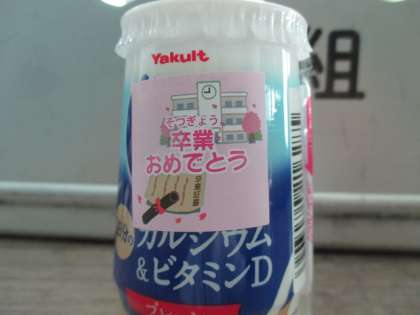 Yakult
組
そつぎょう
卒業
おめでとう
卒業証書
カルシウム
&ビタミンD